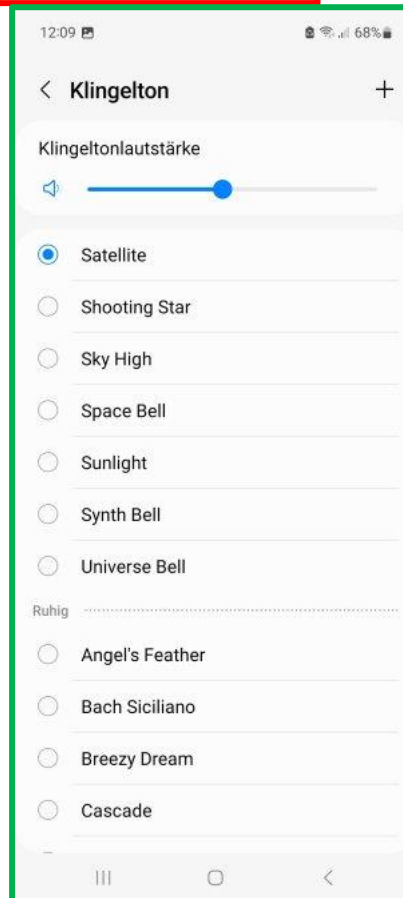 12:09 68%
Klingelton
Klingeltonlautstärke
Satellite
Shooting Star
Sky High
Space Bell
Sunlight
Synth Bell
Universe Bell
Ruhig
Angel's Feather
Bach Siciliano
Breezy Dream
Cascade